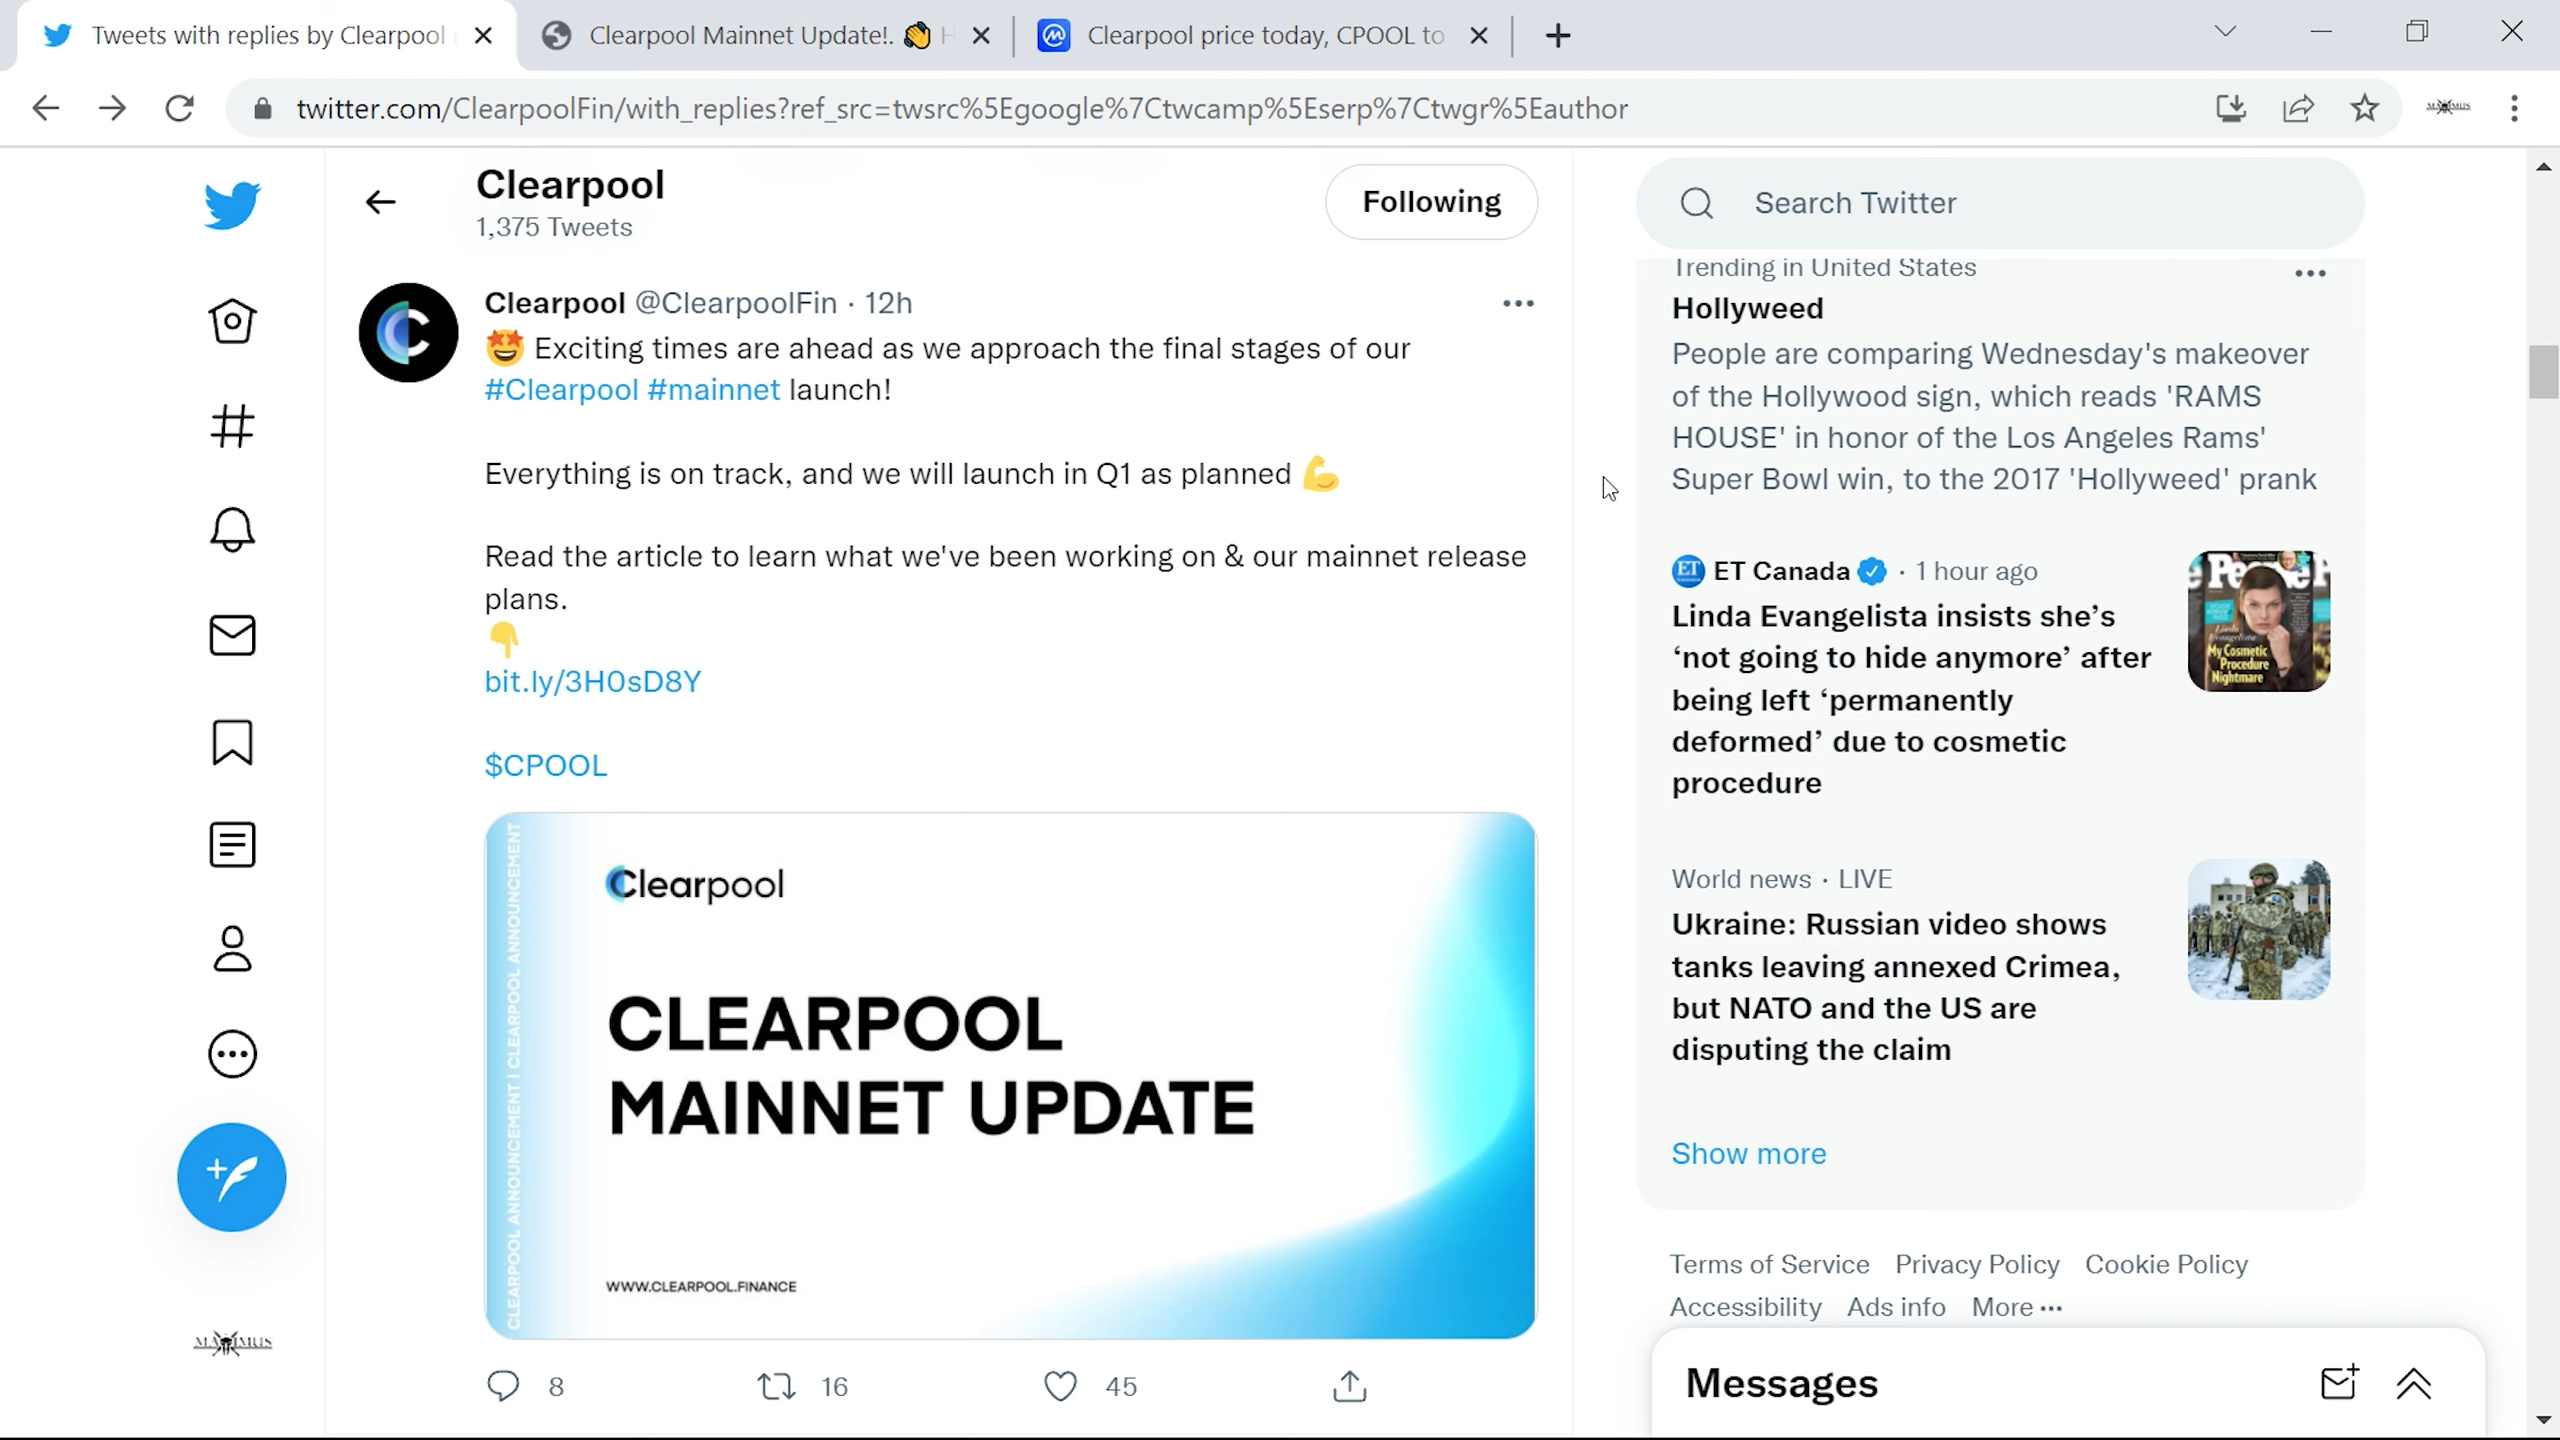 Tweets with replies by Clearpool
Clearpool Mainnet Update!. 👋 H
Clearpool price today, CPOOL to
twitter.com/ClearpoolFin/with_replies?ref_src=twsrc%5Egoogle%7Ctwcamp%5Eserp%7Ctwgr%5Eauthor
MAXIMUS
Clearpool
1,375 Tweets
Following
Clearpool @ClearpoolFin · 12h
🤩 Exciting times are ahead as we approach the final stages of our
#Clearpool #mainnet launch!
Everything is on track, and we will launch in Q1 as planned 💪
Read the article to learn what we've been working on & our mainnet release
plans.
👇
bit.ly/3H0sD8Y
$CPOOL
CLEARPOOL ANNOUNCEMENT | CLEARPOOL ANNOUNCEMENT
Clearpool
CLEARPOOL
MAINNET UPDATE
WWW.CLEARPOOL.FINANCE
8
16
45
MAXIMUS
Search Twitter
Trending in United States
Hollyweed
People are comparing Wednesday's makeover
of the Hollywood sign, which reads 'RAMS
HOUSE' in honor of the Los Angeles Rams'
Super Bowl win, to the 2017 'Hollyweed' prank
ET
ET Canada · 1 hour ago
Linda Evangelista insists she's
‘not going to hide anymore’ after
being left ‘permanently
deformed’ due to cosmetic
procedure
People
My Cosmetic
Procedure
Nightmare
World news · LIVE
Ukraine: Russian video shows
tanks leaving annexed Crimea,
but NATO and the US are
disputing the claim
Show more
Terms of Service Privacy Policy Cookie Policy
Accessibility Ads info More ···
Messages